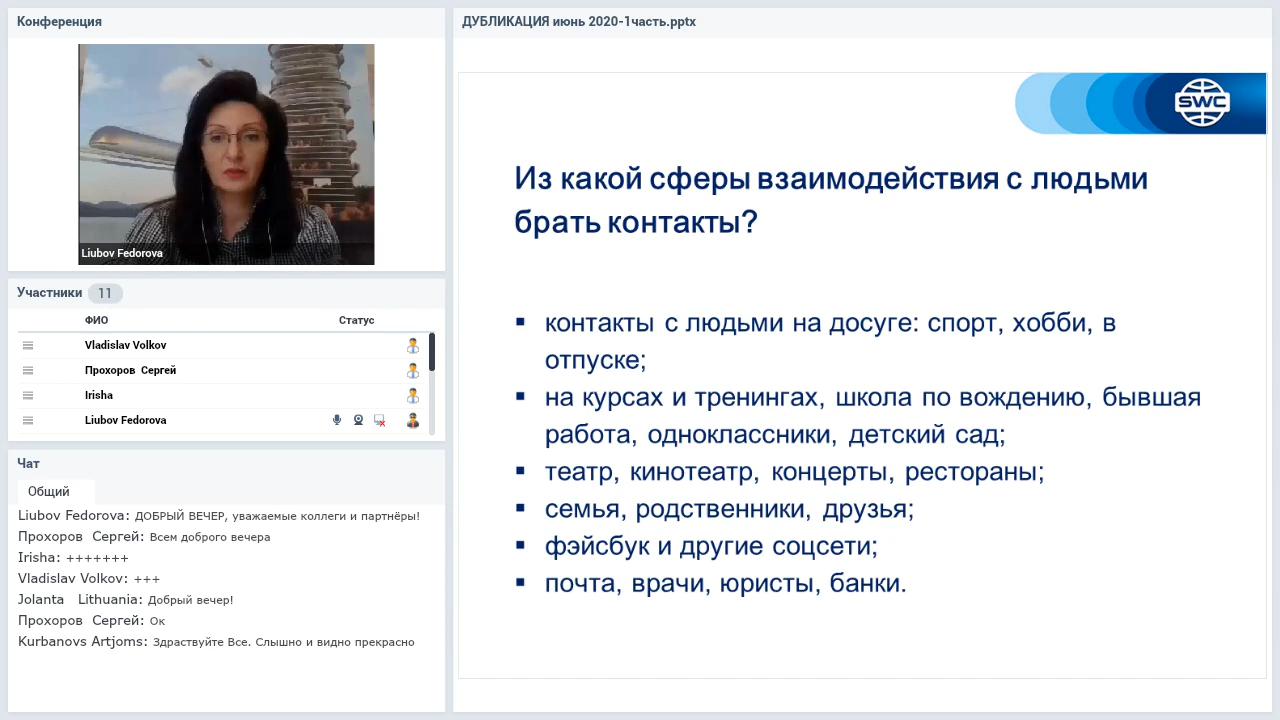 Конференция
Liubov Fedorova
Участники 11
ФИО Статус
Vladislav Volkov
Прохоров Сергей
Irisha
Liubov Fedorova
Чат
Общий
Liubov Fedorova: ДОБРЫЙ ВЕЧЕР, уважаемые коллеги и партнёры!
Прохоров Сергей: Всем доброго вечера
Irisha: +++++++
Vladislav Volkov: +++
Jolanta Lithuania: Добрый вечер!
Прохоров Сергей: Ок
Kurbanovs Artjoms: Здраствуйте Все. Слышно и видно прекрасно
ДУБЛИКАЦИЯ июнь 2020-1часть.pptx
SWC
Из какой сферы взаимодействия с людьми
брать контакты?
▪ контакты с людьми на досуге: спорт, хобби, в
отпуске;
▪ на курсах и тренингах, школа по вождению, бывшая
работа, одноклассники, детский сад;
▪ театр, кинотеатр, концерты, рестораны;
▪ семья, родственники, друзья;
▪ фэйсбук и другие соцсети;
▪ почта, врачи, юристы, банки.